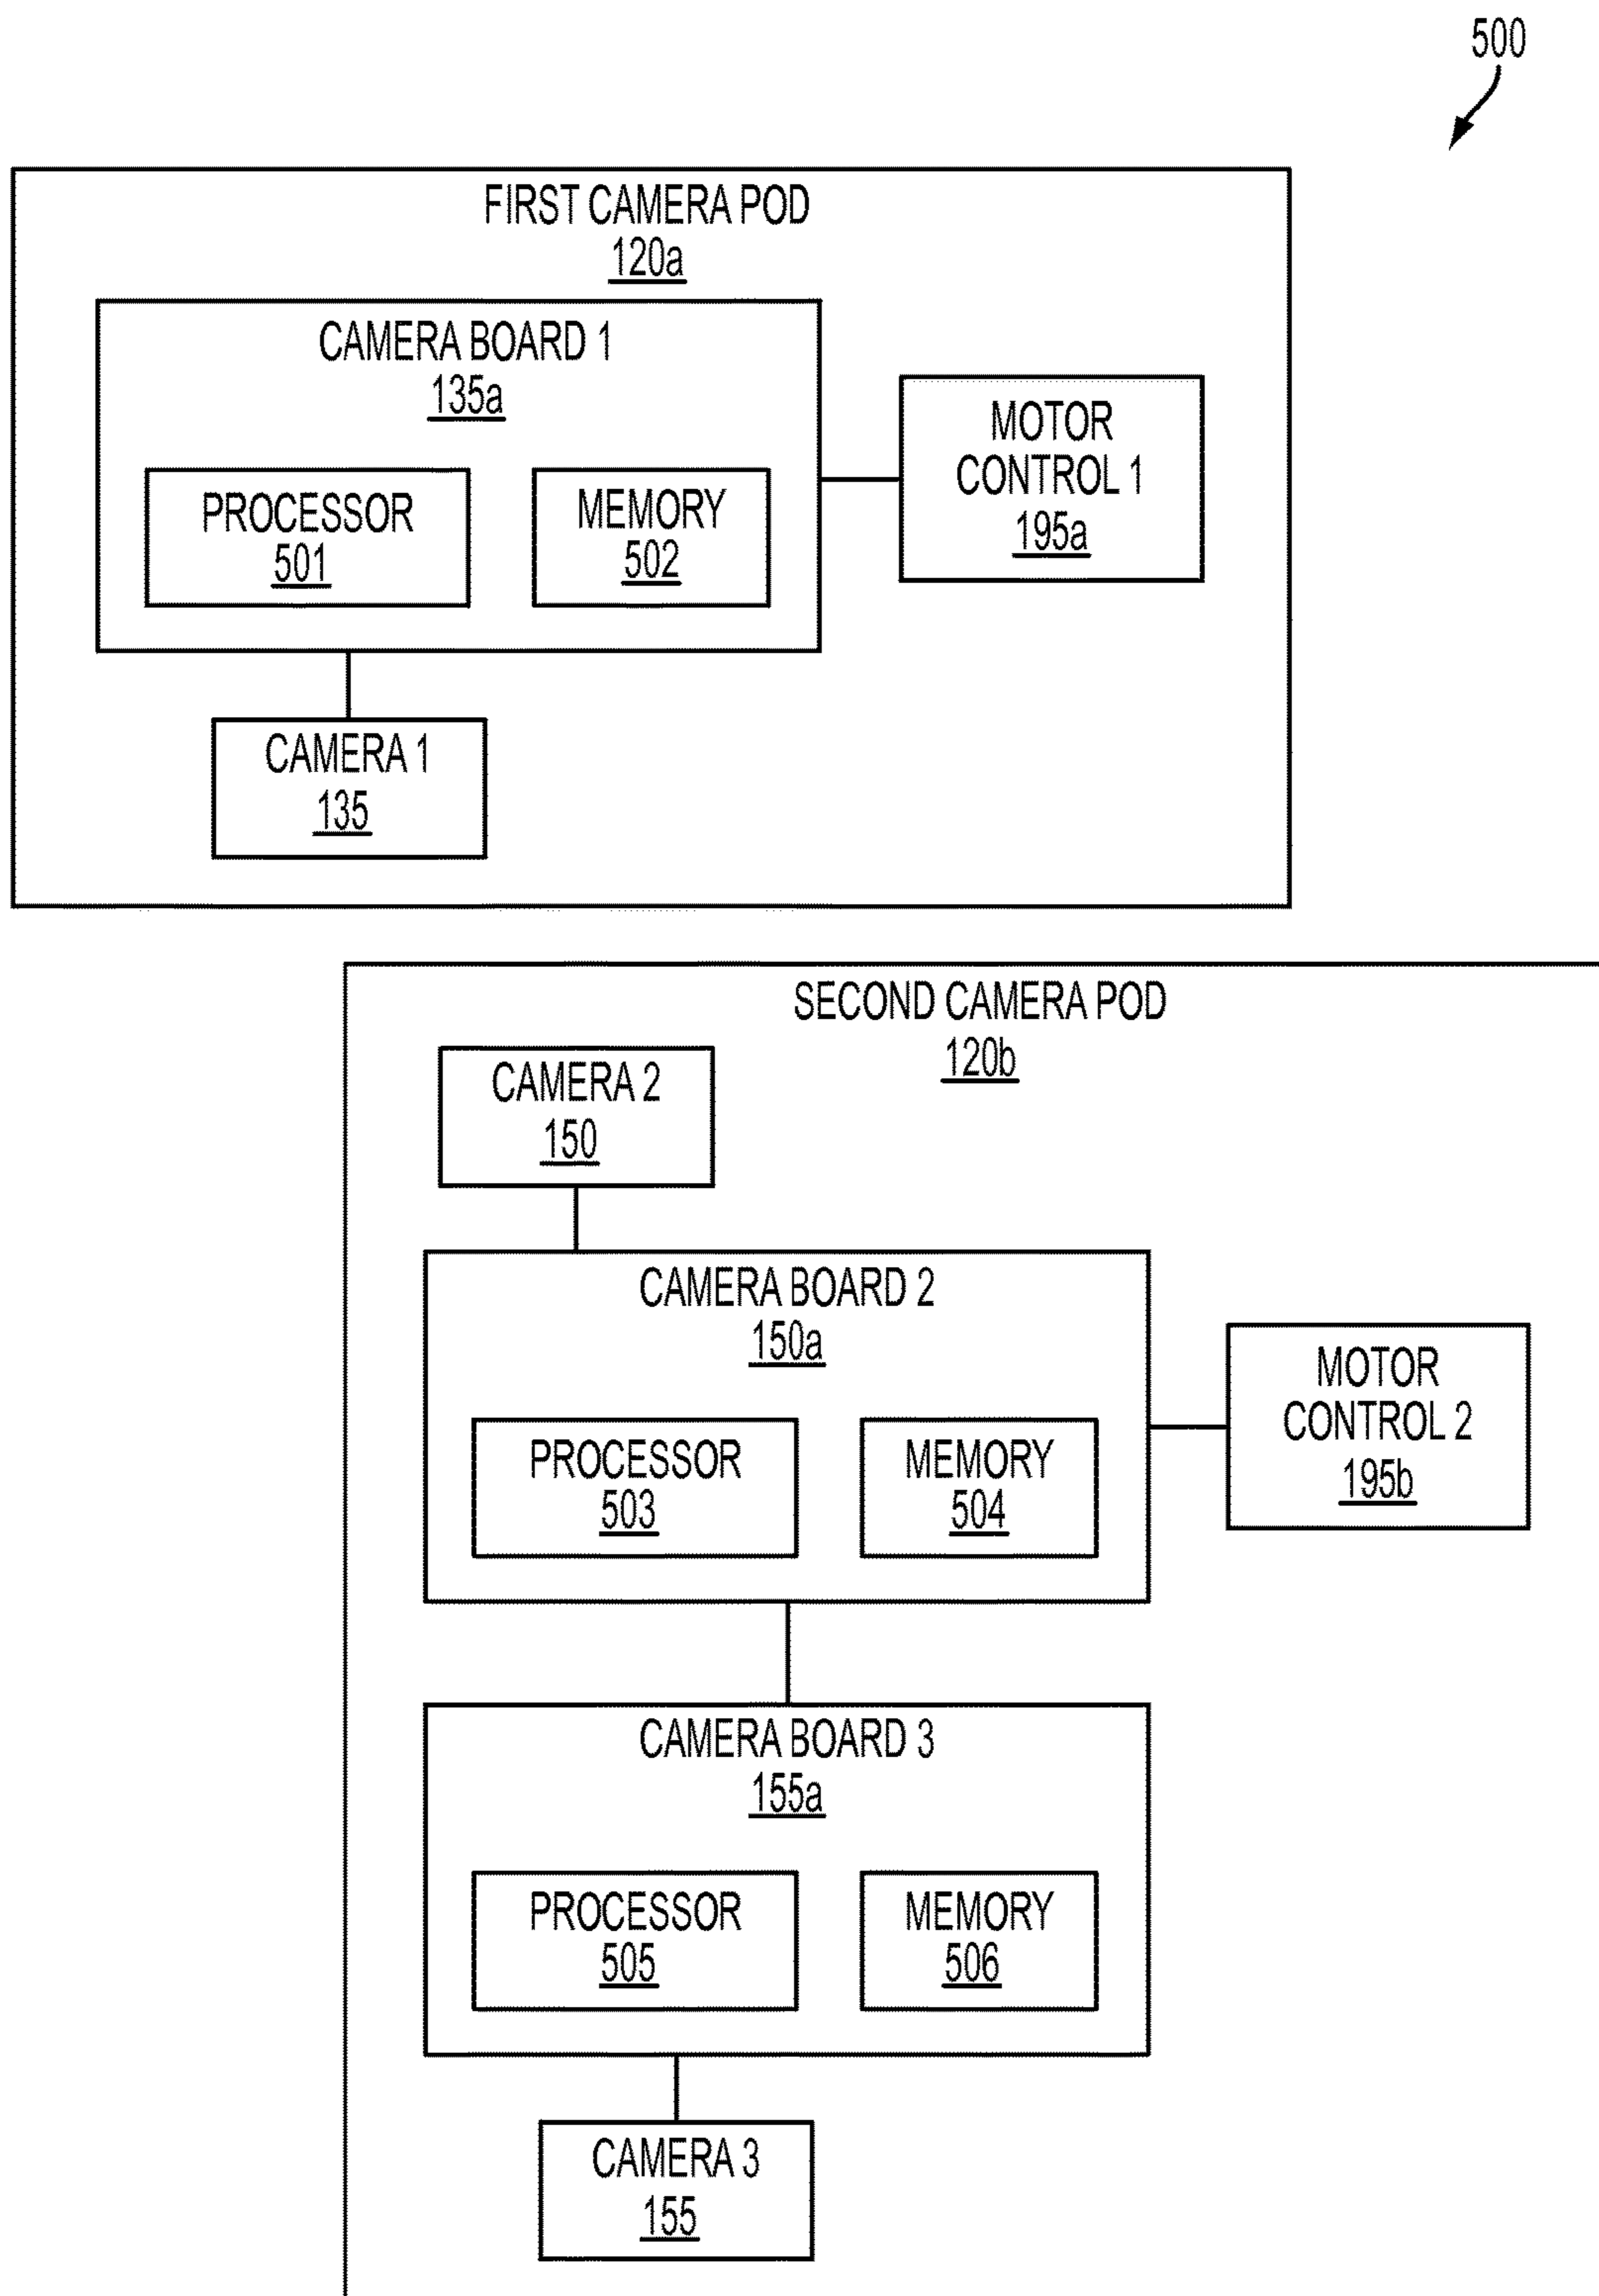 500
FIRST CAMERA POD
120a
CAMERA BOARD 1
135a
PROCESSOR
501
MEMORY
502
MOTOR
CONTROL 1
195a
CAMERA 1
135
SECOND CAMERA POD
120b
CAMERA 2
150
CAMERA BOARD 2
150a
PROCESSOR
503
MEMORY
504
MOTOR
CONTROL 2
195b
CAMERA BOARD 3
155a
PROCESSOR
505
MEMORY
506
CAMERA 3
155